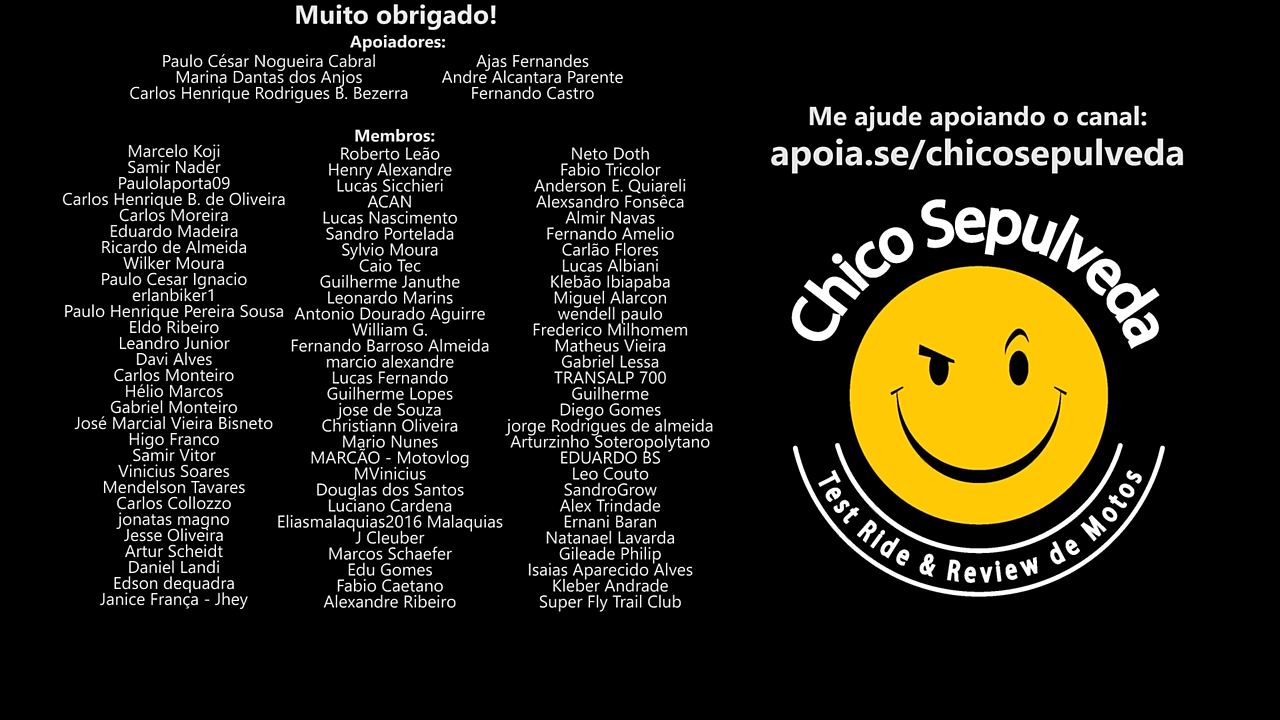 Muito obrigado!
Apoiadores:
Paulo César Nogueira Cabral
Marina Dantas dos Anjos
Carlos Henrique Rodrigues B. Bezerra
Ajas Fernandes
Andre Alcantara Parente
Fernando Castro
Membros:
Marcelo Koji
Samir Nader
Paulolaporta09
Carlos Henrique B. de Oliveira
Carlos Moreira
Eduardo Madeira
Ricardo de Almeida
Wilker Moura
Paulo Cesar Ignacio
erlanbiker1
Paulo Henrique Pereira Sousa
Eldo Ribeiro
Leandro Junior
Davi Alves
Carlos Monteiro
Hélio Marcos
Gabriel Monteiro
José Marcial Vieira Bisneto
Higo Franco
Samir Vitor
Vinicius Soares
Mendelson Tavares
Carlos Collozzo
jonatas magno
Jesse Oliveira
Artur Scheidt
Daniel Landi
Edson dequadra
Janice França - Jhey
Roberto Leão
Henry Alexandre
Lucas Sicchieri
ACAN
Lucas Nascimento
Sandro Portelada
Sylvio Moura
Caio Tec
Guilherme Januthe
Leonardo Marins
Antonio Dourado Aguirre
William G.
Fernando Barroso Almeida
marcio alexandre
Lucas Fernando
Guilherme Lopes
jose de Souza
Christiann Oliveira
Mario Nunes
MARCÃO - Motovlog
MVinicius
Douglas dos Santos
Luciano Cardena
Eliasmalaquias2016 Malaquias
J Cleuber
Marcos Schaefer
Edu Gomes
Fabio Caetano
Alexandre Ribeiro
Neto Doth
Fabio Tricolor
Anderson E. Quiareli
Alexsandro Fonsêca
Almir Navas
Fernando Amelio
Carlão Flores
Lucas Albiani
Klebão Ibiapaba
Miguel Alarcon
wendell paulo
Frederico Milhomem
Matheus Vieira
Gabriel Lessa
TRANSALP 700
Guilherme
Diego Gomes
jorge Rodrigues de almeida
Arturzinho Soteropolytano
EDUARDO BS
Leo Couto
SandroGrow
Alex Trindade
Ernani Baran
Natanael Lavarda
Gileade Philip
Isaias Aparecido Alves
Kleber Andrade
Super Fly Trail Club
Me ajude apoiando o canal:
apoia.se/chicosepulveda
Chico Sepulveda
Test Ride & Review de Motos